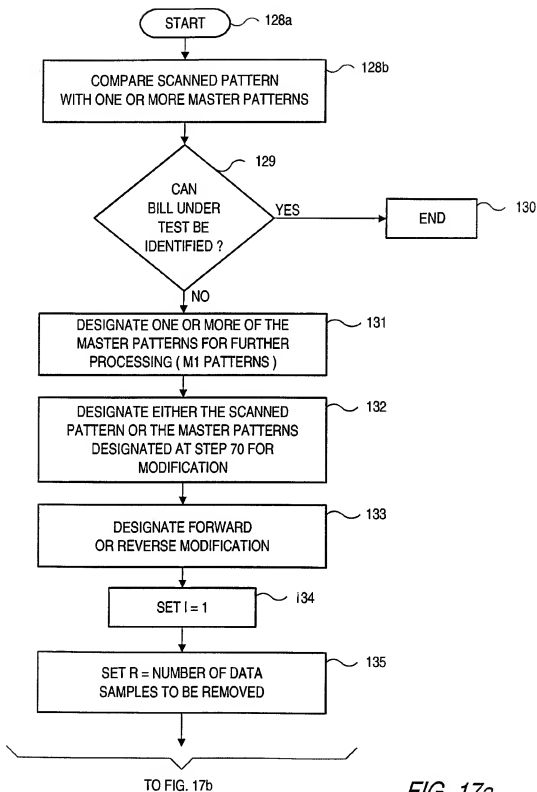 START
128a
COMPARE SCANNED PATTERN
WITH ONE OR MORE MASTER PATTERNS
128b
129
CAN
BILL UNDER
TEST BE
IDENTIFIED ?
YES
END
130
NO
DESIGNATE ONE OR MORE OF THE
MASTER PATTERNS FOR FURTHER
PROCESSING ( M1 PATTERNS )
131
DESIGNATE EITHER THE SCANNED
PATTERN OR THE MASTER PATTERNS
DESIGNATED AT STEP 70 FOR
MODIFICATION
132
DESIGNATE FORWARD
OR REVERSE MODIFICATION
133
SET I = 1
134
SET R = NUMBER OF DATA
SAMPLES TO BE REMOVED
135
TO FIG. 17b
FIG. 17a